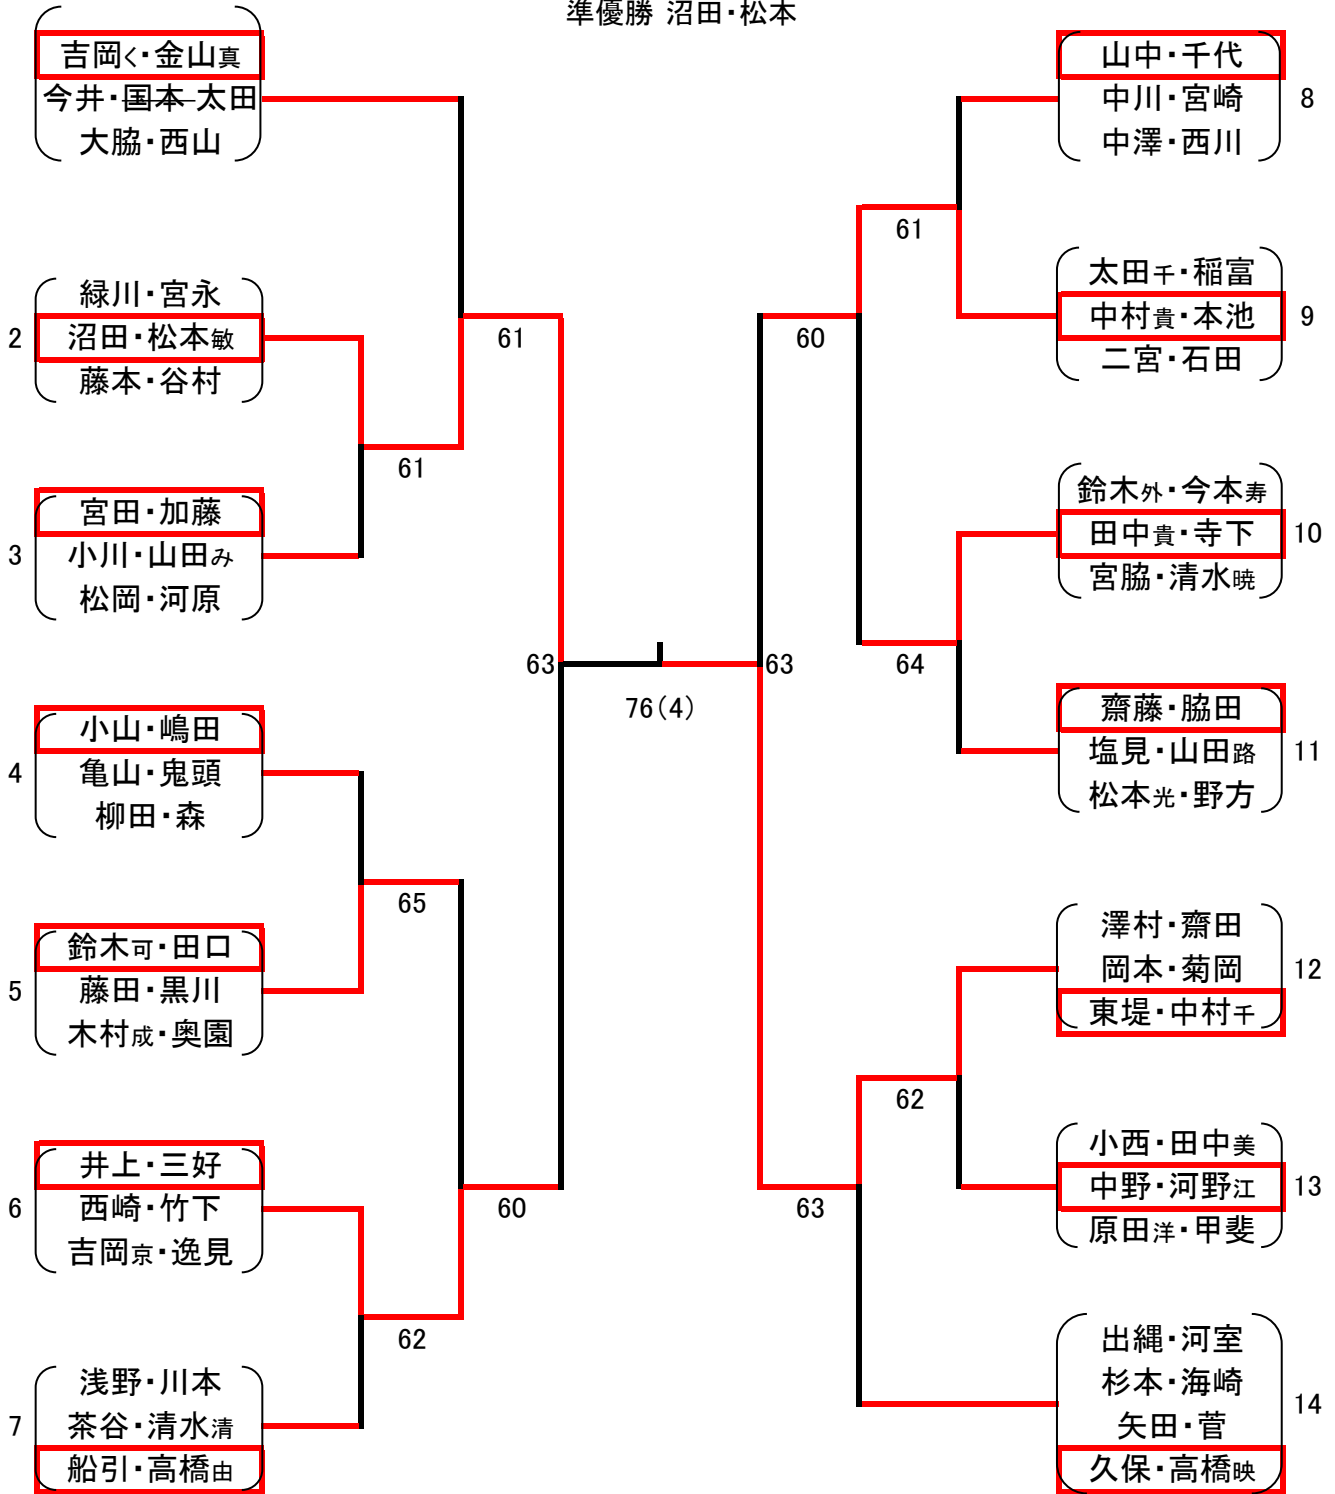 準優勝 沼田・松本
吉岡く・金山真
今井・国本 太田
大脇・西山
2
緑川・宮永
沼田・松本敏
藤本・谷村
3
宮田・加藤
小川・山田み
松岡・河原
4
小山・嶋田
亀山・鬼頭
柳田・森
5
鈴木可・田口
藤田・黒川
木村成・奥園
6
井上・三好
西崎・竹下
吉岡京・逸見
7
浅野・川本
茶谷・清水清
船引・高橋由
61
61
65
62
60
63
76(4)
63
60
61
64
62
63
山中・千代
中川・宮崎
中澤・西川
8
太田千・稲富
中村貴・本池
二宮・石田
9
鈴木外・今本寿
田中貴・寺下
宮脇・清水暁
10
齋藤・脇田
塩見・山田路
松本光・野方
11
澤村・齋田
岡本・菊岡
東堤・中村千
12
小西・田中美
中野・河野江
原田洋・甲斐
13
出縄・河室
杉本・海崎
矢田・菅
久保・高橋映
14